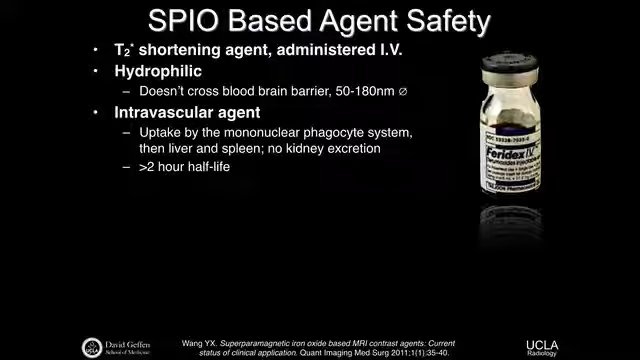 SPIO Based Agent Safety
• T2* shortening agent, administered I.V.
• Hydrophilic
– Doesn't cross blood brain barrier, 50-180nm ∅
• Intravascular agent
– Uptake by the mononuclear phagocyte system,
then liver and spleen; no kidney excretion
– >2 hour half-life
Feridex I.V.
UCLA
David Geffen
School of Medicine
Wang YX. Superparamagnetic iron oxide based MRI contrast agents: Current
status of clinical application. Quant Imaging Med Surg 2011;1(1):35-40.
UCLA
Radiology